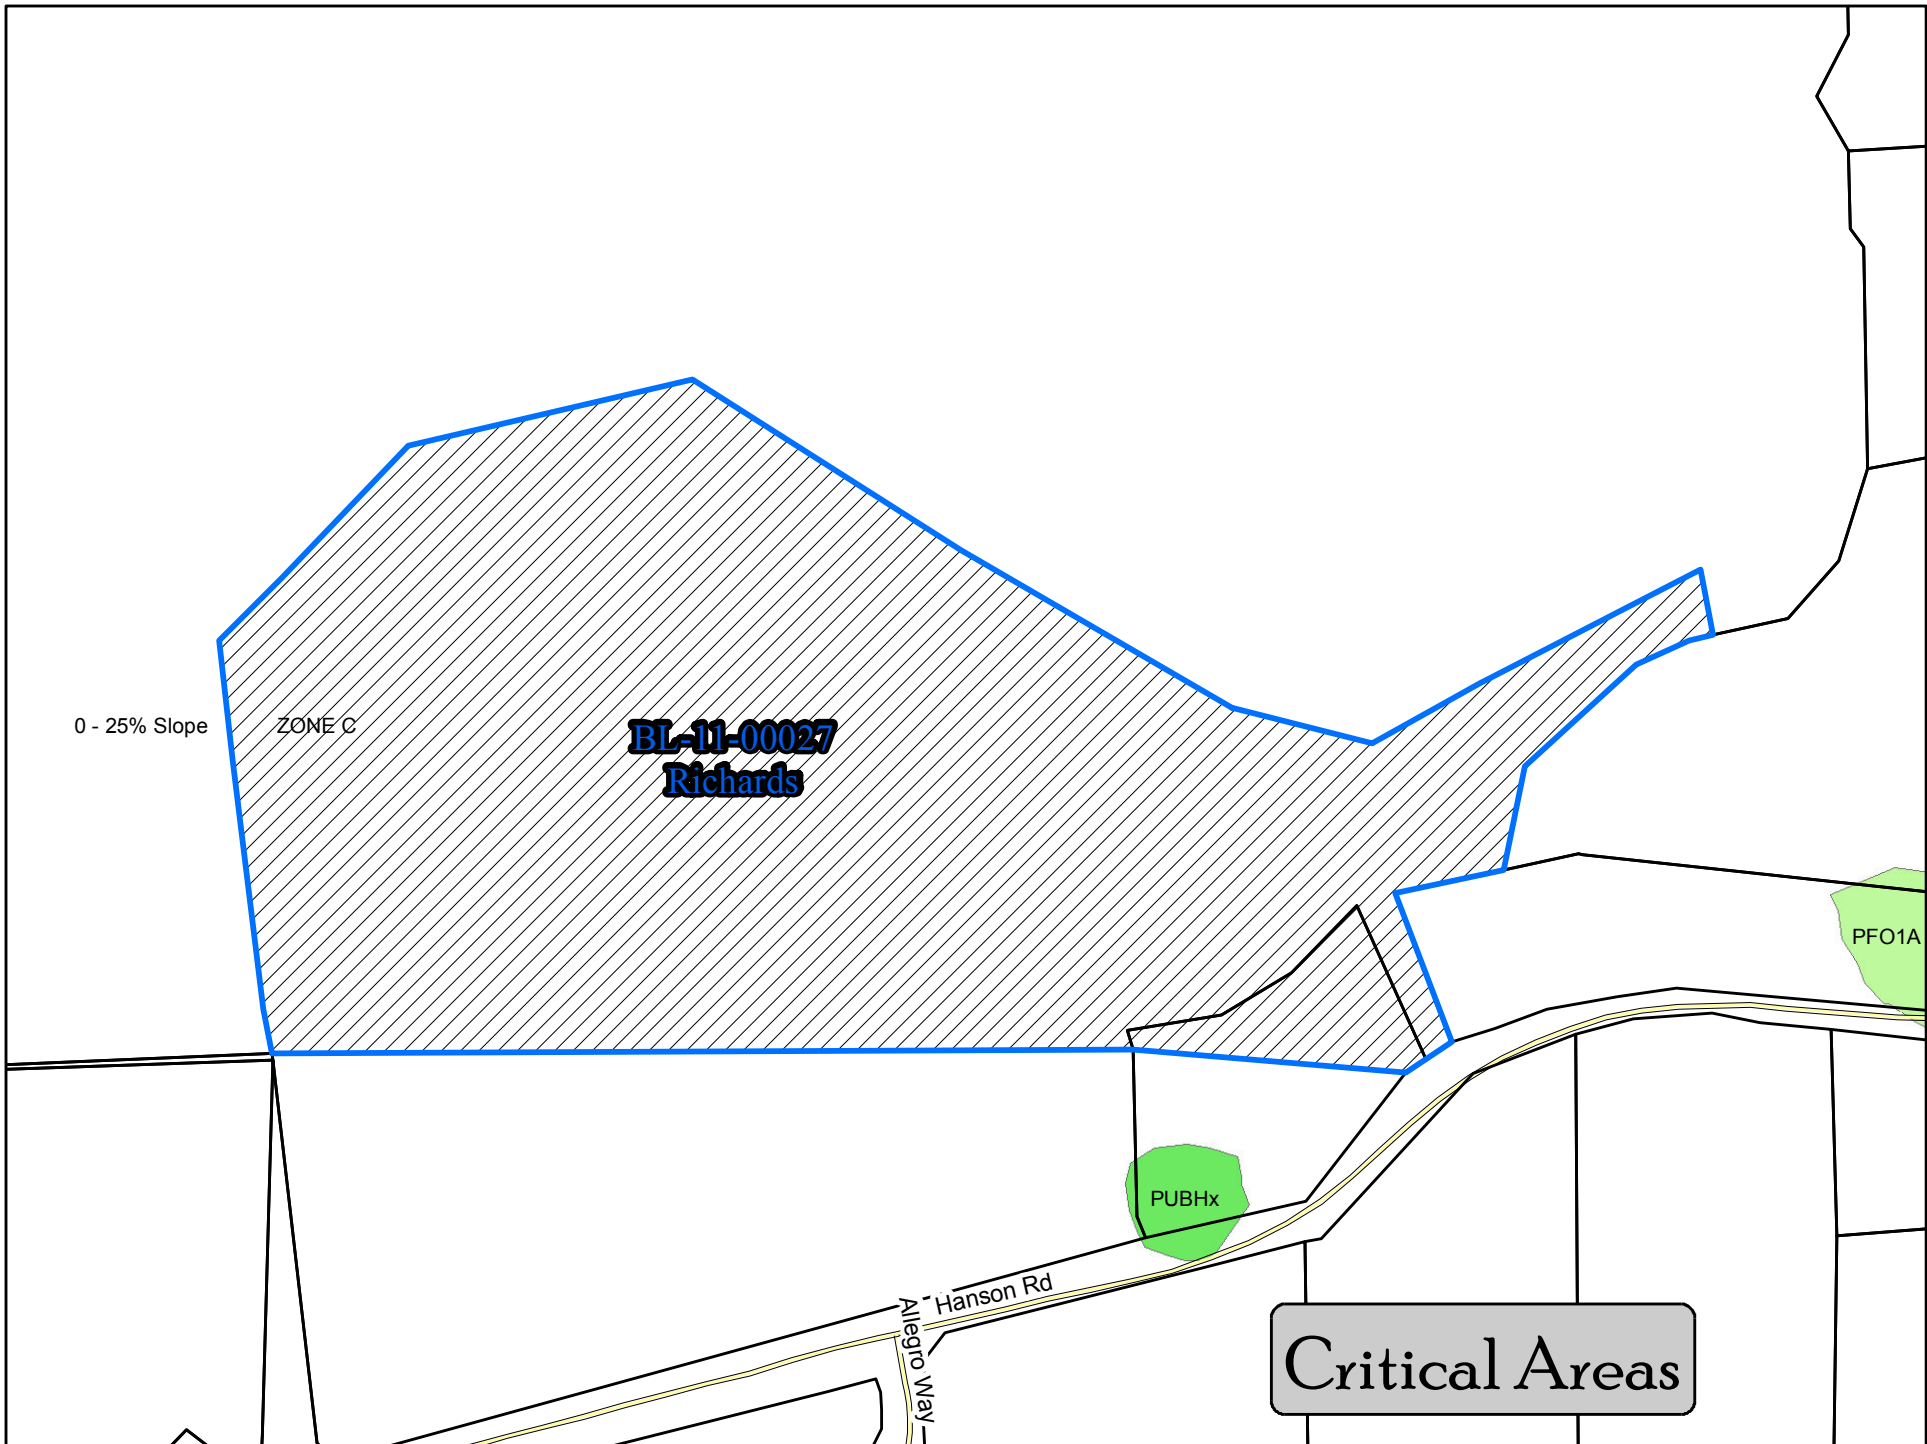 0 - 25% Slope
ZONE C
BL-11-00027
Richards
PFO1A
PUBHx
Hanson Rd
Allegro Way
Critical Areas